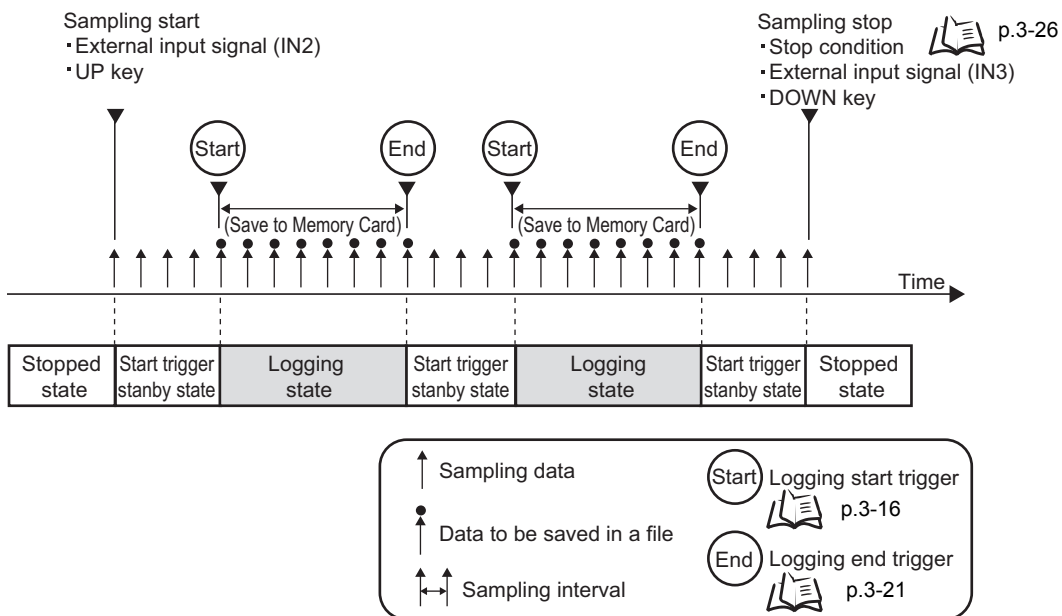 Sampling start
・External input signal (IN2)
・UP key
Sampling stop
・Stop condition
p.3-26
・External input signal (IN3)
・DOWN key
Start
End
Start
End
(Save to Memory Card)
(Save to Memory Card)
Time
Stopped
state
Start trigger
stanby state
Logging
state
Start trigger
stanby state
Logging
state
Start trigger
stanby state
Stopped
state
Sampling data
Data to be saved in a file
Sampling interval
Start
Logging start trigger
p.3-16
End
Logging end trigger
p.3-21